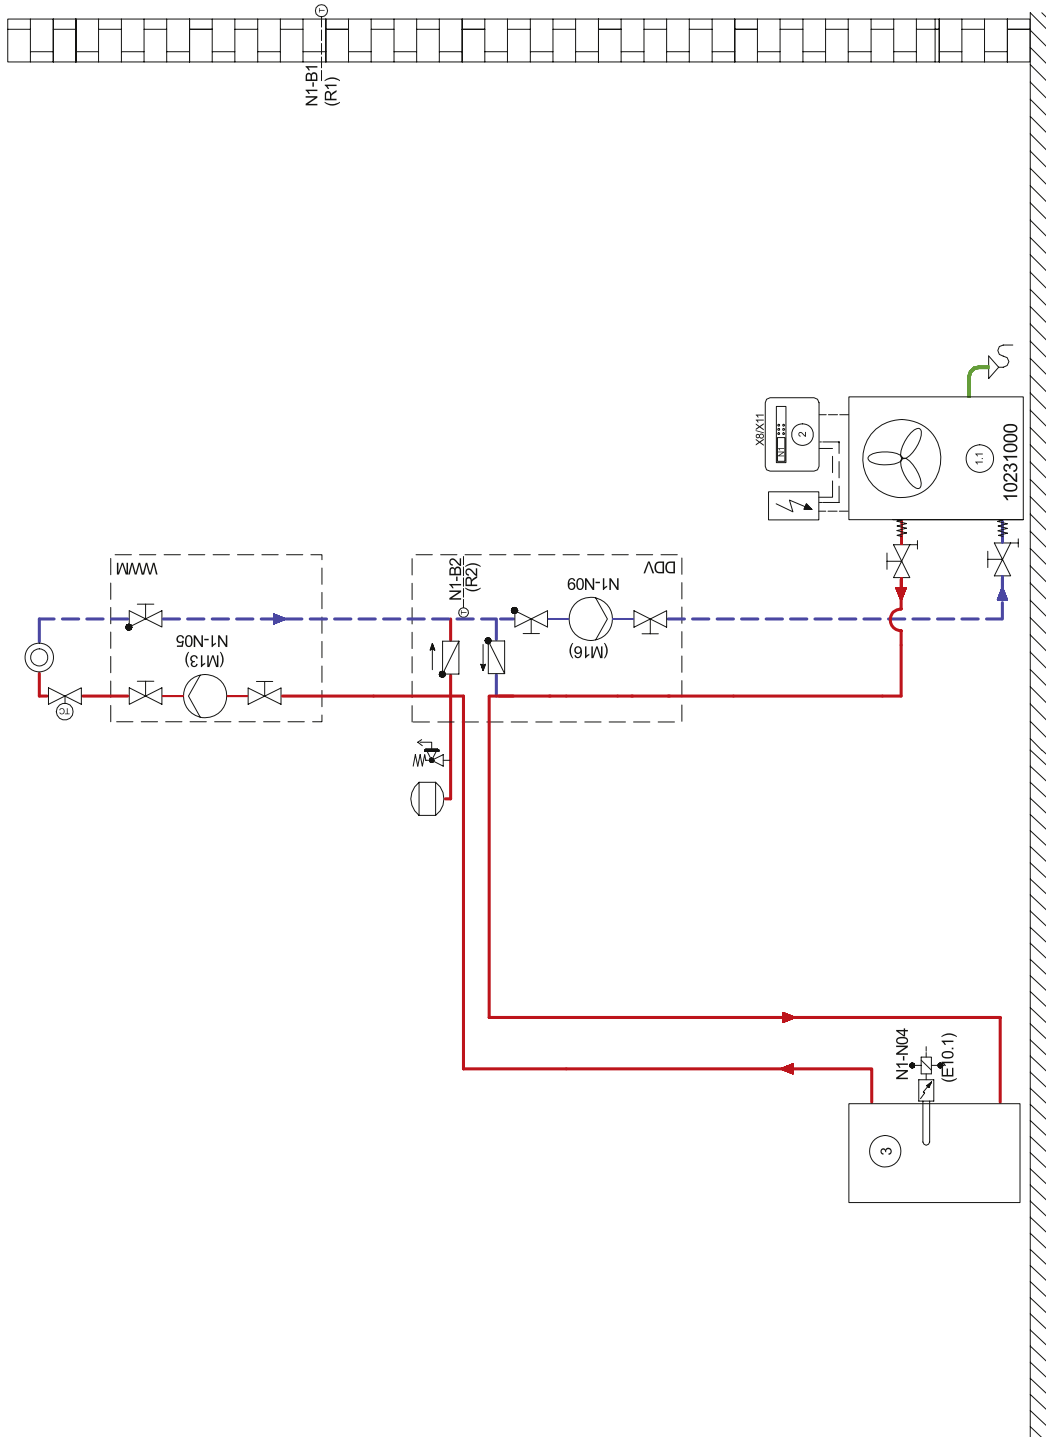 T
N1-B1
(R1)
WWM
N1-N05
(M13)
TC
N1-B2
(R2)
T
DDV
N1-N09
(M16)
X8/X11
N1
2
1.1
10231000
N1-N04
(E10.1)
3